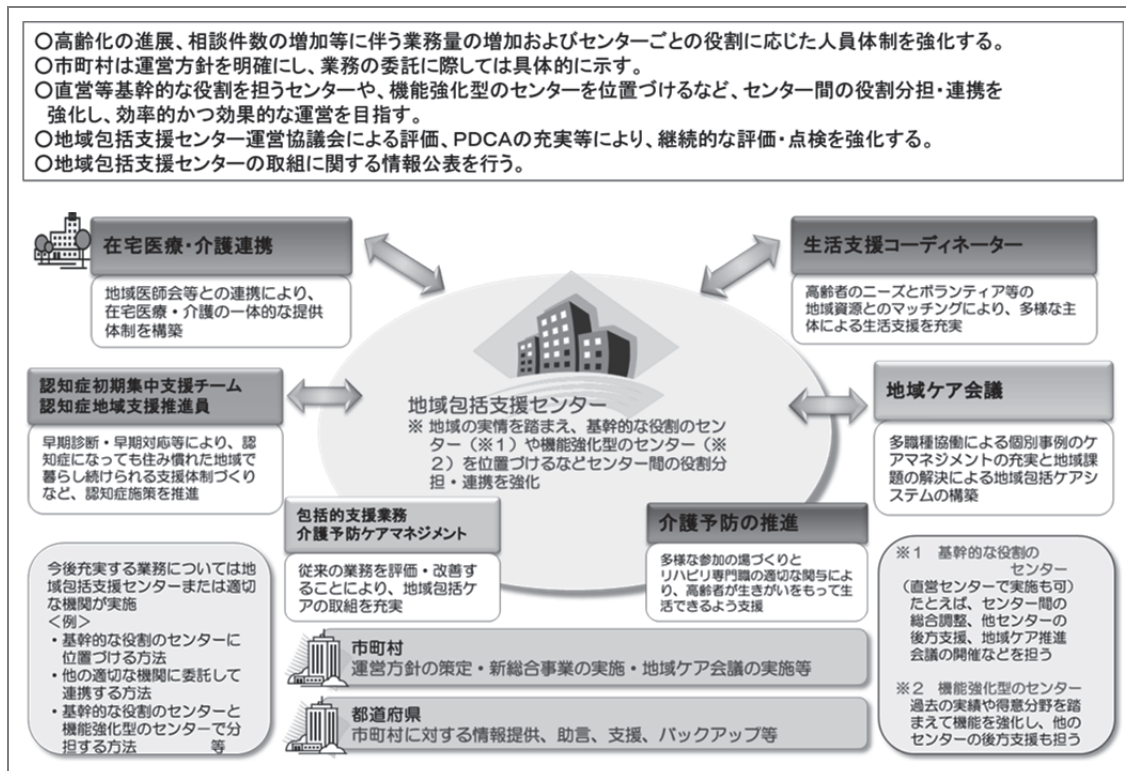 〇高齢化の進展、相談件数の増加等に伴う業務量の増加およびセンターごとの役割に応じた人員体制を強化する。
〇市町村は運営方針を明確にし、業務の委託に際しては具体的に示す。
〇直営等基幹的な役割を担うセンターや、機能強化型のセンターを位置づけるなど、センター間の役割分担・連携を
強化し、効率的かつ効果的な運営を目指す。
〇地域包括支援センター運営協議会による評価、PDCAの充実等により、継続的な評価・点検を強化する。
〇地域包括支援センターの取組に関する情報公表を行う。
在宅医療・介護連携
地域医師会等との連携により、
在宅医療・介護の一体的な提供
体制を構築
生活支援コーディネーター
高齢者のニーズとボランティア等の
地域資源とのマッチングにより、多様な主
体による生活支援を充実
認知症初期集中支援チーム
認知症地域支援推進員
早期診断・早期対応等により、認
知症になっても住み慣れた地域で
暮らし続けられる支援体制づくり
など、認知症施策を推進
地域包括支援センター
※ 地域の実情を踏まえ、基幹的な役割のセン
ター（※１）や機能強化型のセンター（※
２）を位置づけるなどセンター間の役割分
担・連携を強化
地域ケア会議
多職種協働による個別事例のケ
アマネジメントの充実と地域課
題の解決による地域包括ケアシ
ステムの構築
包括的支援業務
介護予防ケアマネジメント
従来の業務を評価・改善す
ることにより、地域包括ケ
アの取組を充実
介護予防の推進
多様な参加の場づくりと
リハビリ専門職の適切な関与によ
り、高齢者が生きがいをもって生
活できるよう支援
今後充実する業務については地
域包括支援センターまたは適切
な機関が実施
＜例＞
・基幹的な役割のセンターに
位置づける方法
・他の適切な機関に委託して
連携する方法
・基幹的な役割のセンターと
機能強化型のセンターで分
担する方法 等
市町村
運営方針の策定・新総合事業の実施・地域ケア会議の実施等
都道府県
市町村に対する情報提供、助言、支援、バックアップ等
※１ 基幹的な役割の
センター
（直営センターで実施も可）
たとえば、センター間の
総合調整、他センターの
後方支援、地域ケア推進
会議の開催などを担う
※２ 機能強化型のセンター
過去の実績や得意分野を踏
まえて機能を強化し、他の
センターの後方支援も担う